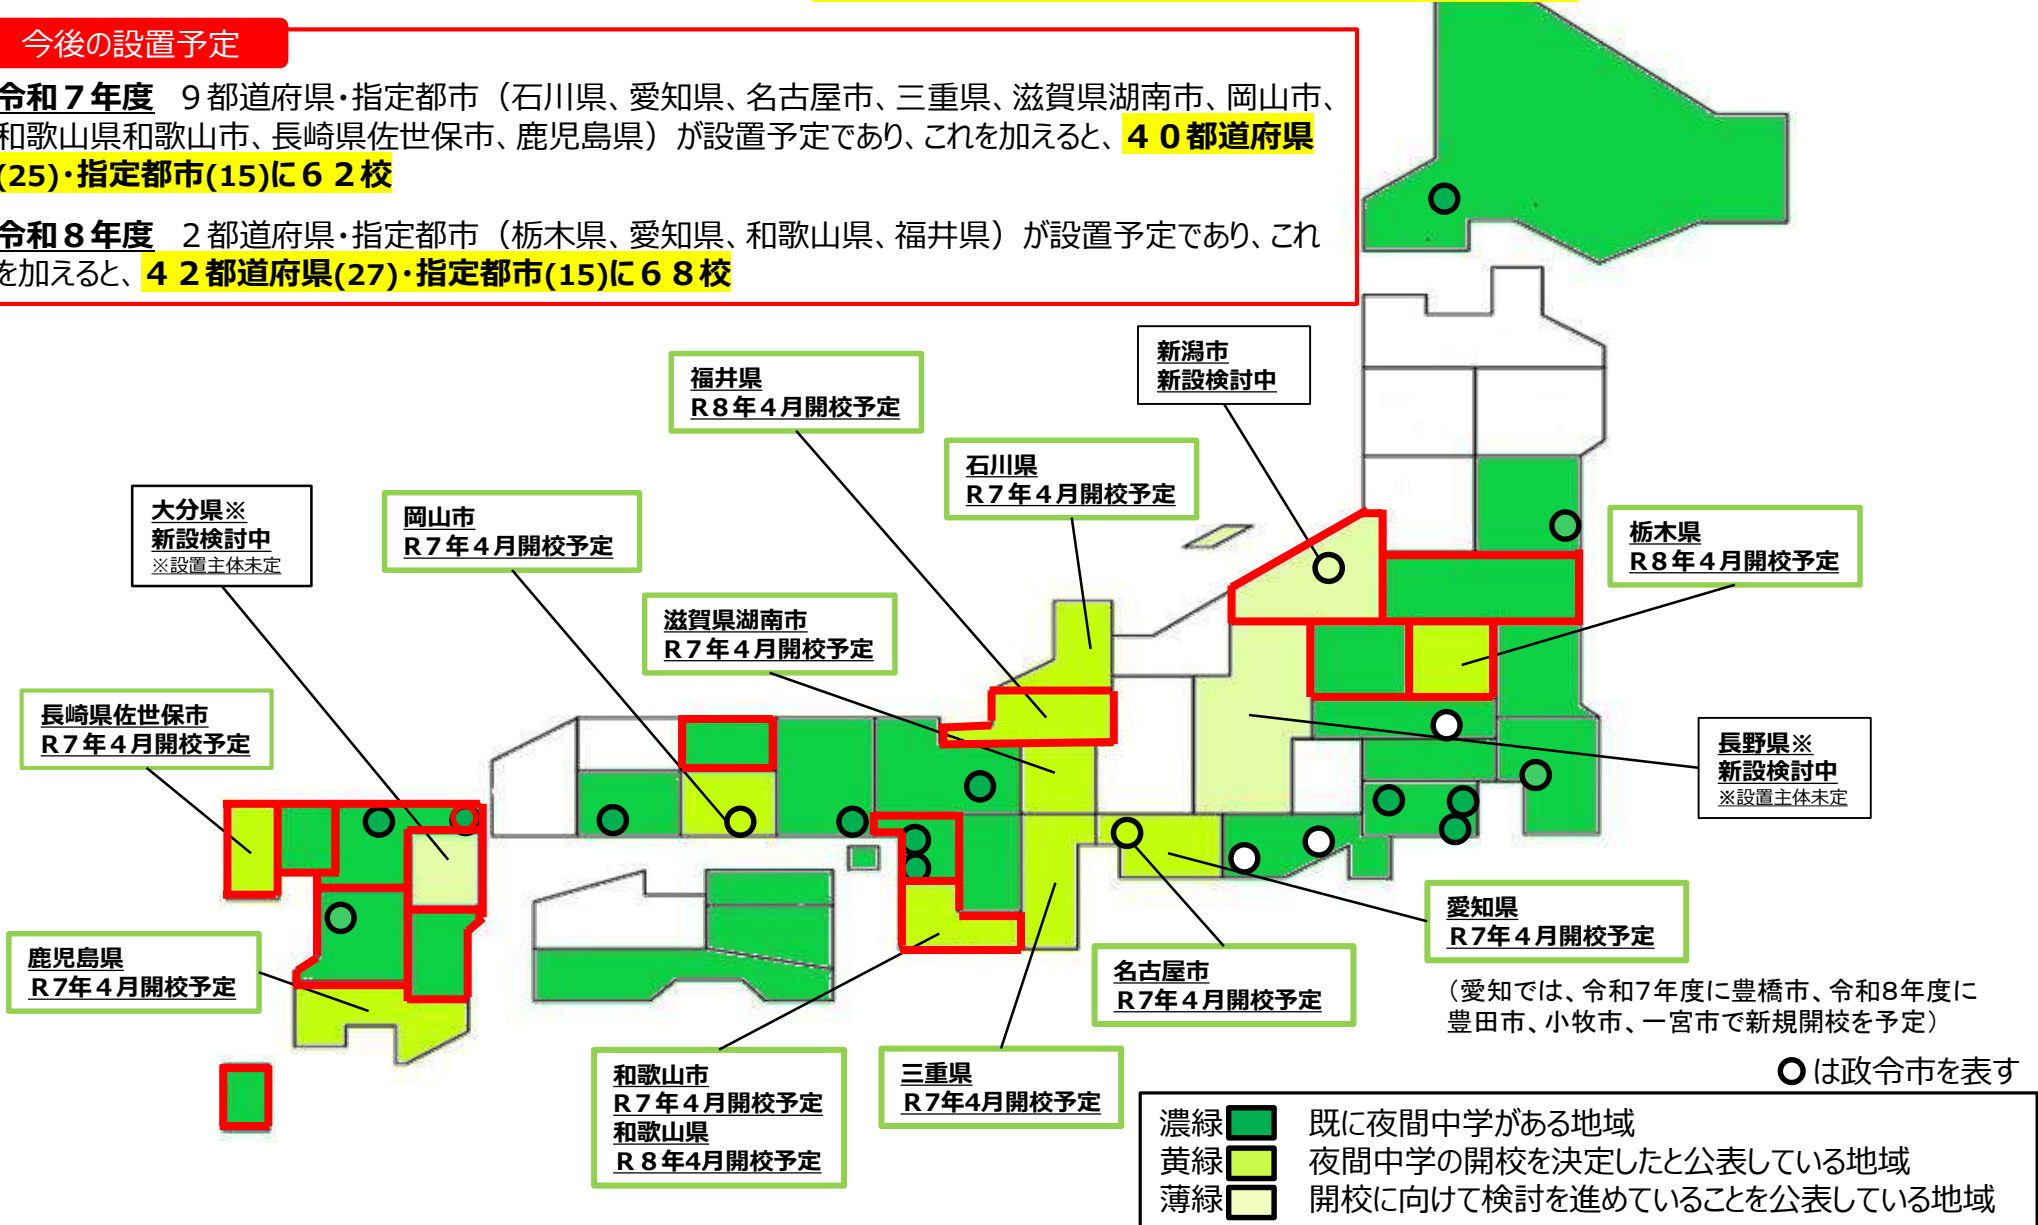 今後の設置予定
令和７年度　９都道府県・指定都市（石川県、愛知県、名古屋市、三重県、滋賀県湖南市、岡山市、
和歌山県和歌山市、長崎県佐世保市、鹿児島県）が設置予定であり、これを加えると、４０都道府県
(25)・指定都市(15)に６２校
令和８年度　２都道府県・指定都市（栃木県、愛知県、和歌山県、福井県）が設置予定であり、これ
を加えると、４２都道府県(27)・指定都市(15)に６８校
新潟市
新設検討中
福井県
R８年４月開校予定
石川県
R７年４月開校予定
大分県※
新設検討中
※設置主体未定
岡山市
R７年４月開校予定
栃木県
R８年４月開校予定
滋賀県湖南市
R７年４月開校予定
長崎県佐世保市
R７年４月開校予定
長野県※
新設検討中
※設置主体未定
愛知県
R7年４月開校予定
鹿児島県
R7年４月開校予定
名古屋市
R7年４月開校予定
（愛知では、令和7年度に豊橋市、令和8年度に
豊田市、小牧市、一宮市で新規開校を予定）
和歌山市
R７年４月開校予定
和歌山県
R８年4月開校予定
三重県
R7年4月開校予定
は政令市を表す
濃緑　既に夜間中学がある地域
黄緑　夜間中学の開校を決定したと公表している地域
薄緑　開校に向けて検討を進めていることを公表している地域